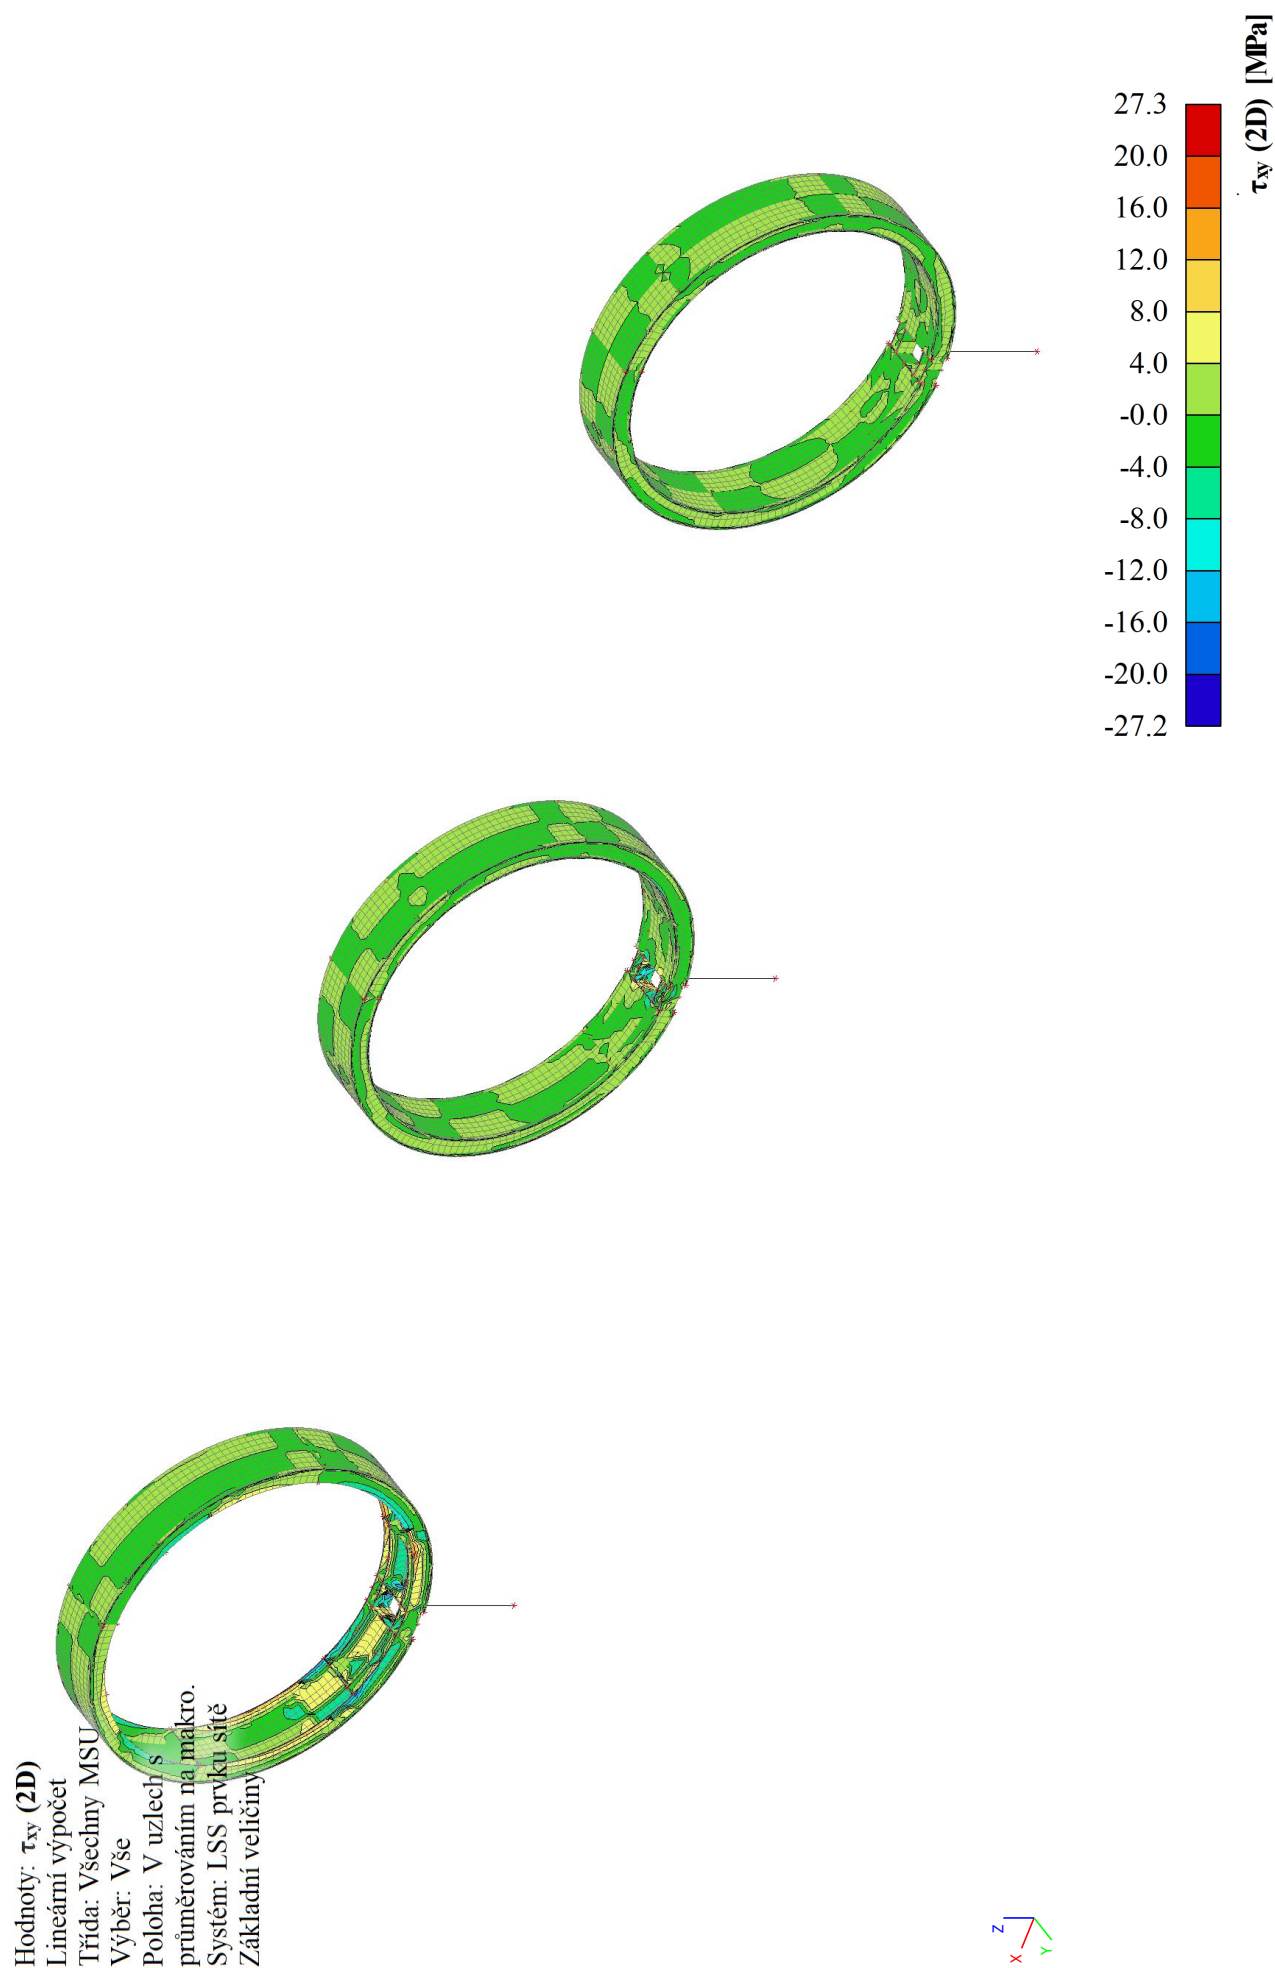 Hodnoty: τxy (2D)
Lineární výpočet
Třída: Všechny MSU
Výběr: Vše
Poloha: V uzlech s
průměrováním na makro.
Systém: LSS prvku sítě
Základní veličiny
τxy (2D) [MPa]
27.3
20.0
16.0
12.0
8.0
4.0
-0.0
-4.0
-8.0
-12.0
-16.0
-20.0
-27.2
Z
X
Y